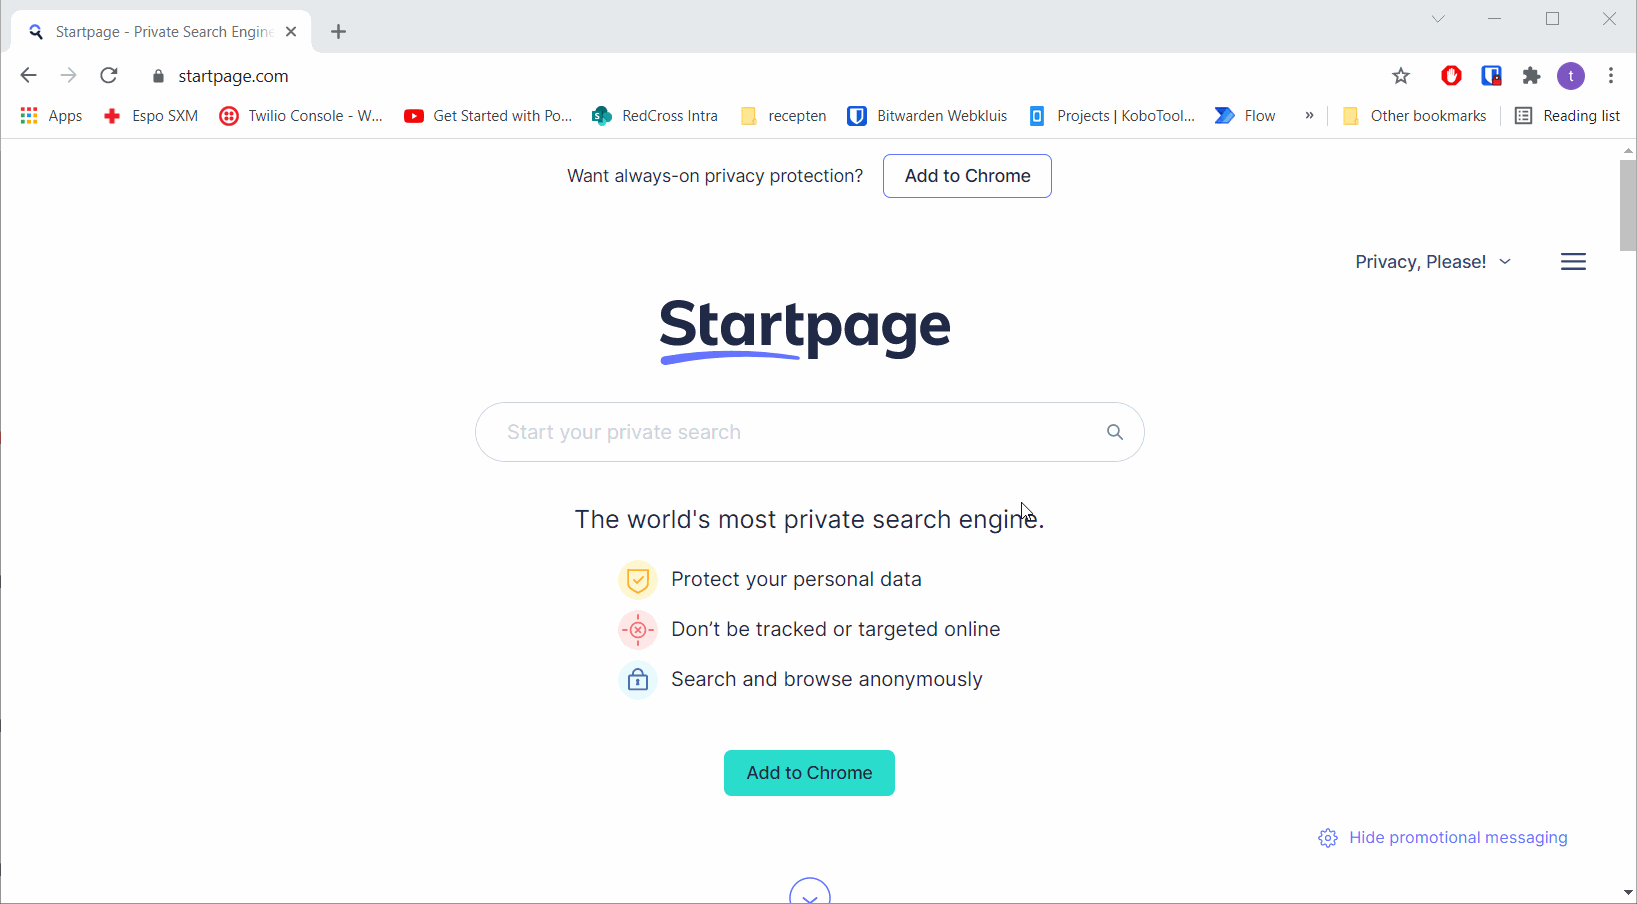 Startpage - Private Search Engine
startpage.com
t
Apps
Espo SXM
Twilio Console - W...
Get Started with Po...
RedCross Intra
recepten
Bitwarden Webkluis
Projects | KoboTool...
Flow
»
Other bookmarks
Reading list
Want always-on privacy protection?
Add to Chrome
Privacy, Please!
Startpage
Start your private search
The world's most private search engine.
Protect your personal data
Don’t be tracked or targeted online
Search and browse anonymously
Add to Chrome
Hide promotional messaging